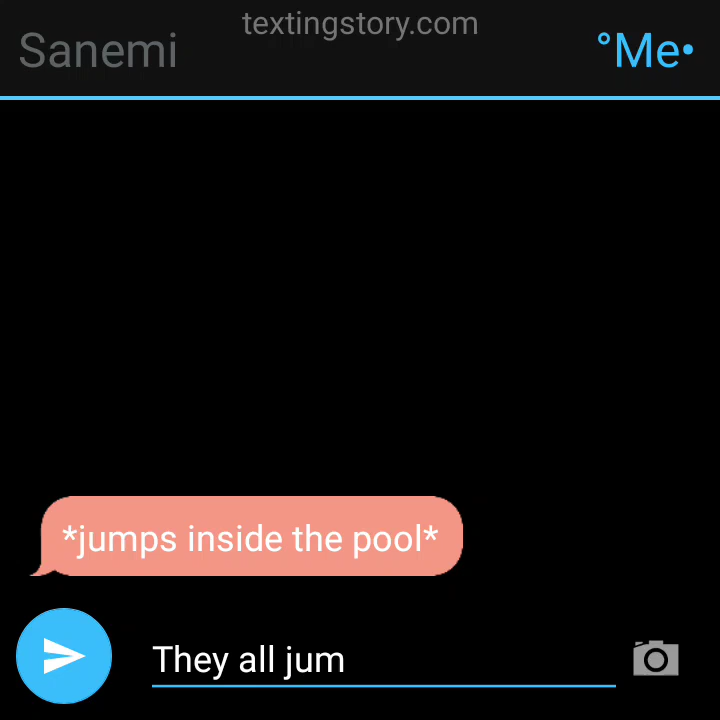 textingstory.com
Sanemi °Me•
*jumps inside the pool*
They all jum